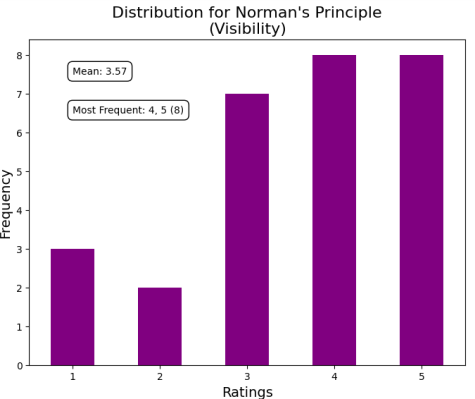 Distribution for Norman's Principle
(Visibility)
Mean: 3.57
Most Frequent: 4, 5 (8)
Frequency
8
7
6
5
4
3
2
1
0
1 2 3 4 5
Ratings